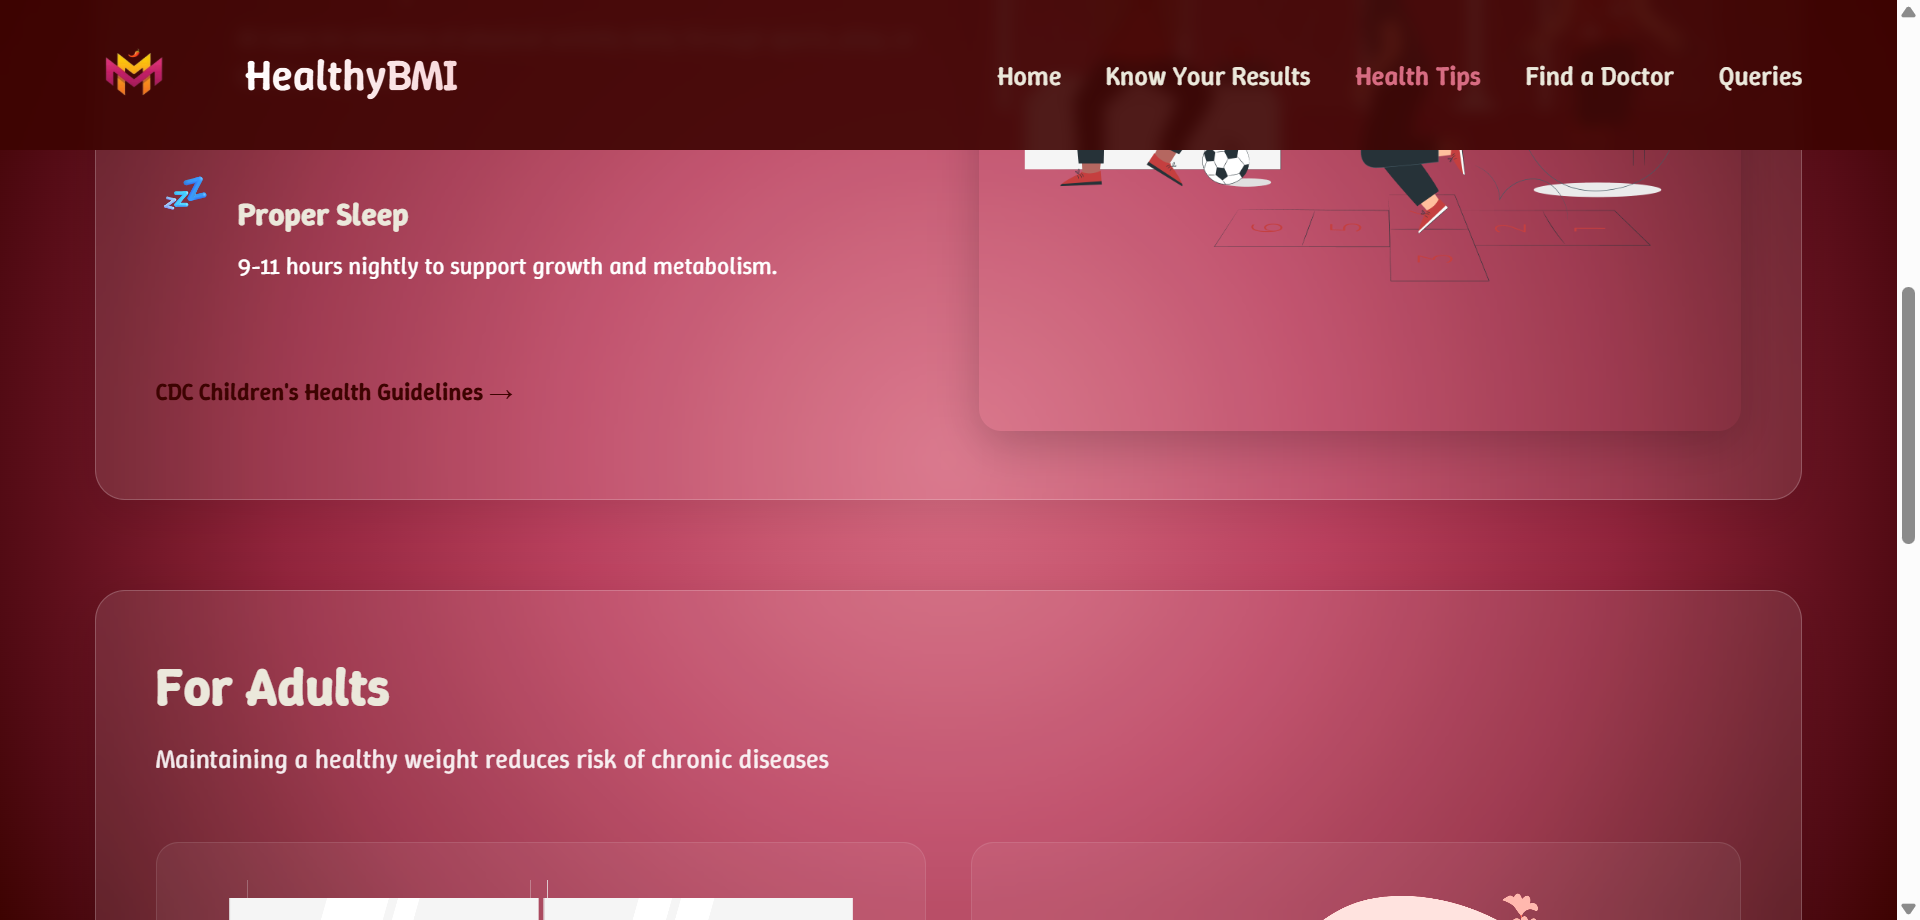 HealthyBMI
Home
Know Your Results
Health Tips
Find a Doctor
Queries
Proper Sleep
9-11 hours nightly to support growth and metabolism.
CDC Children's Health Guidelines →
For Adults
Maintaining a healthy weight reduces risk of chronic diseases